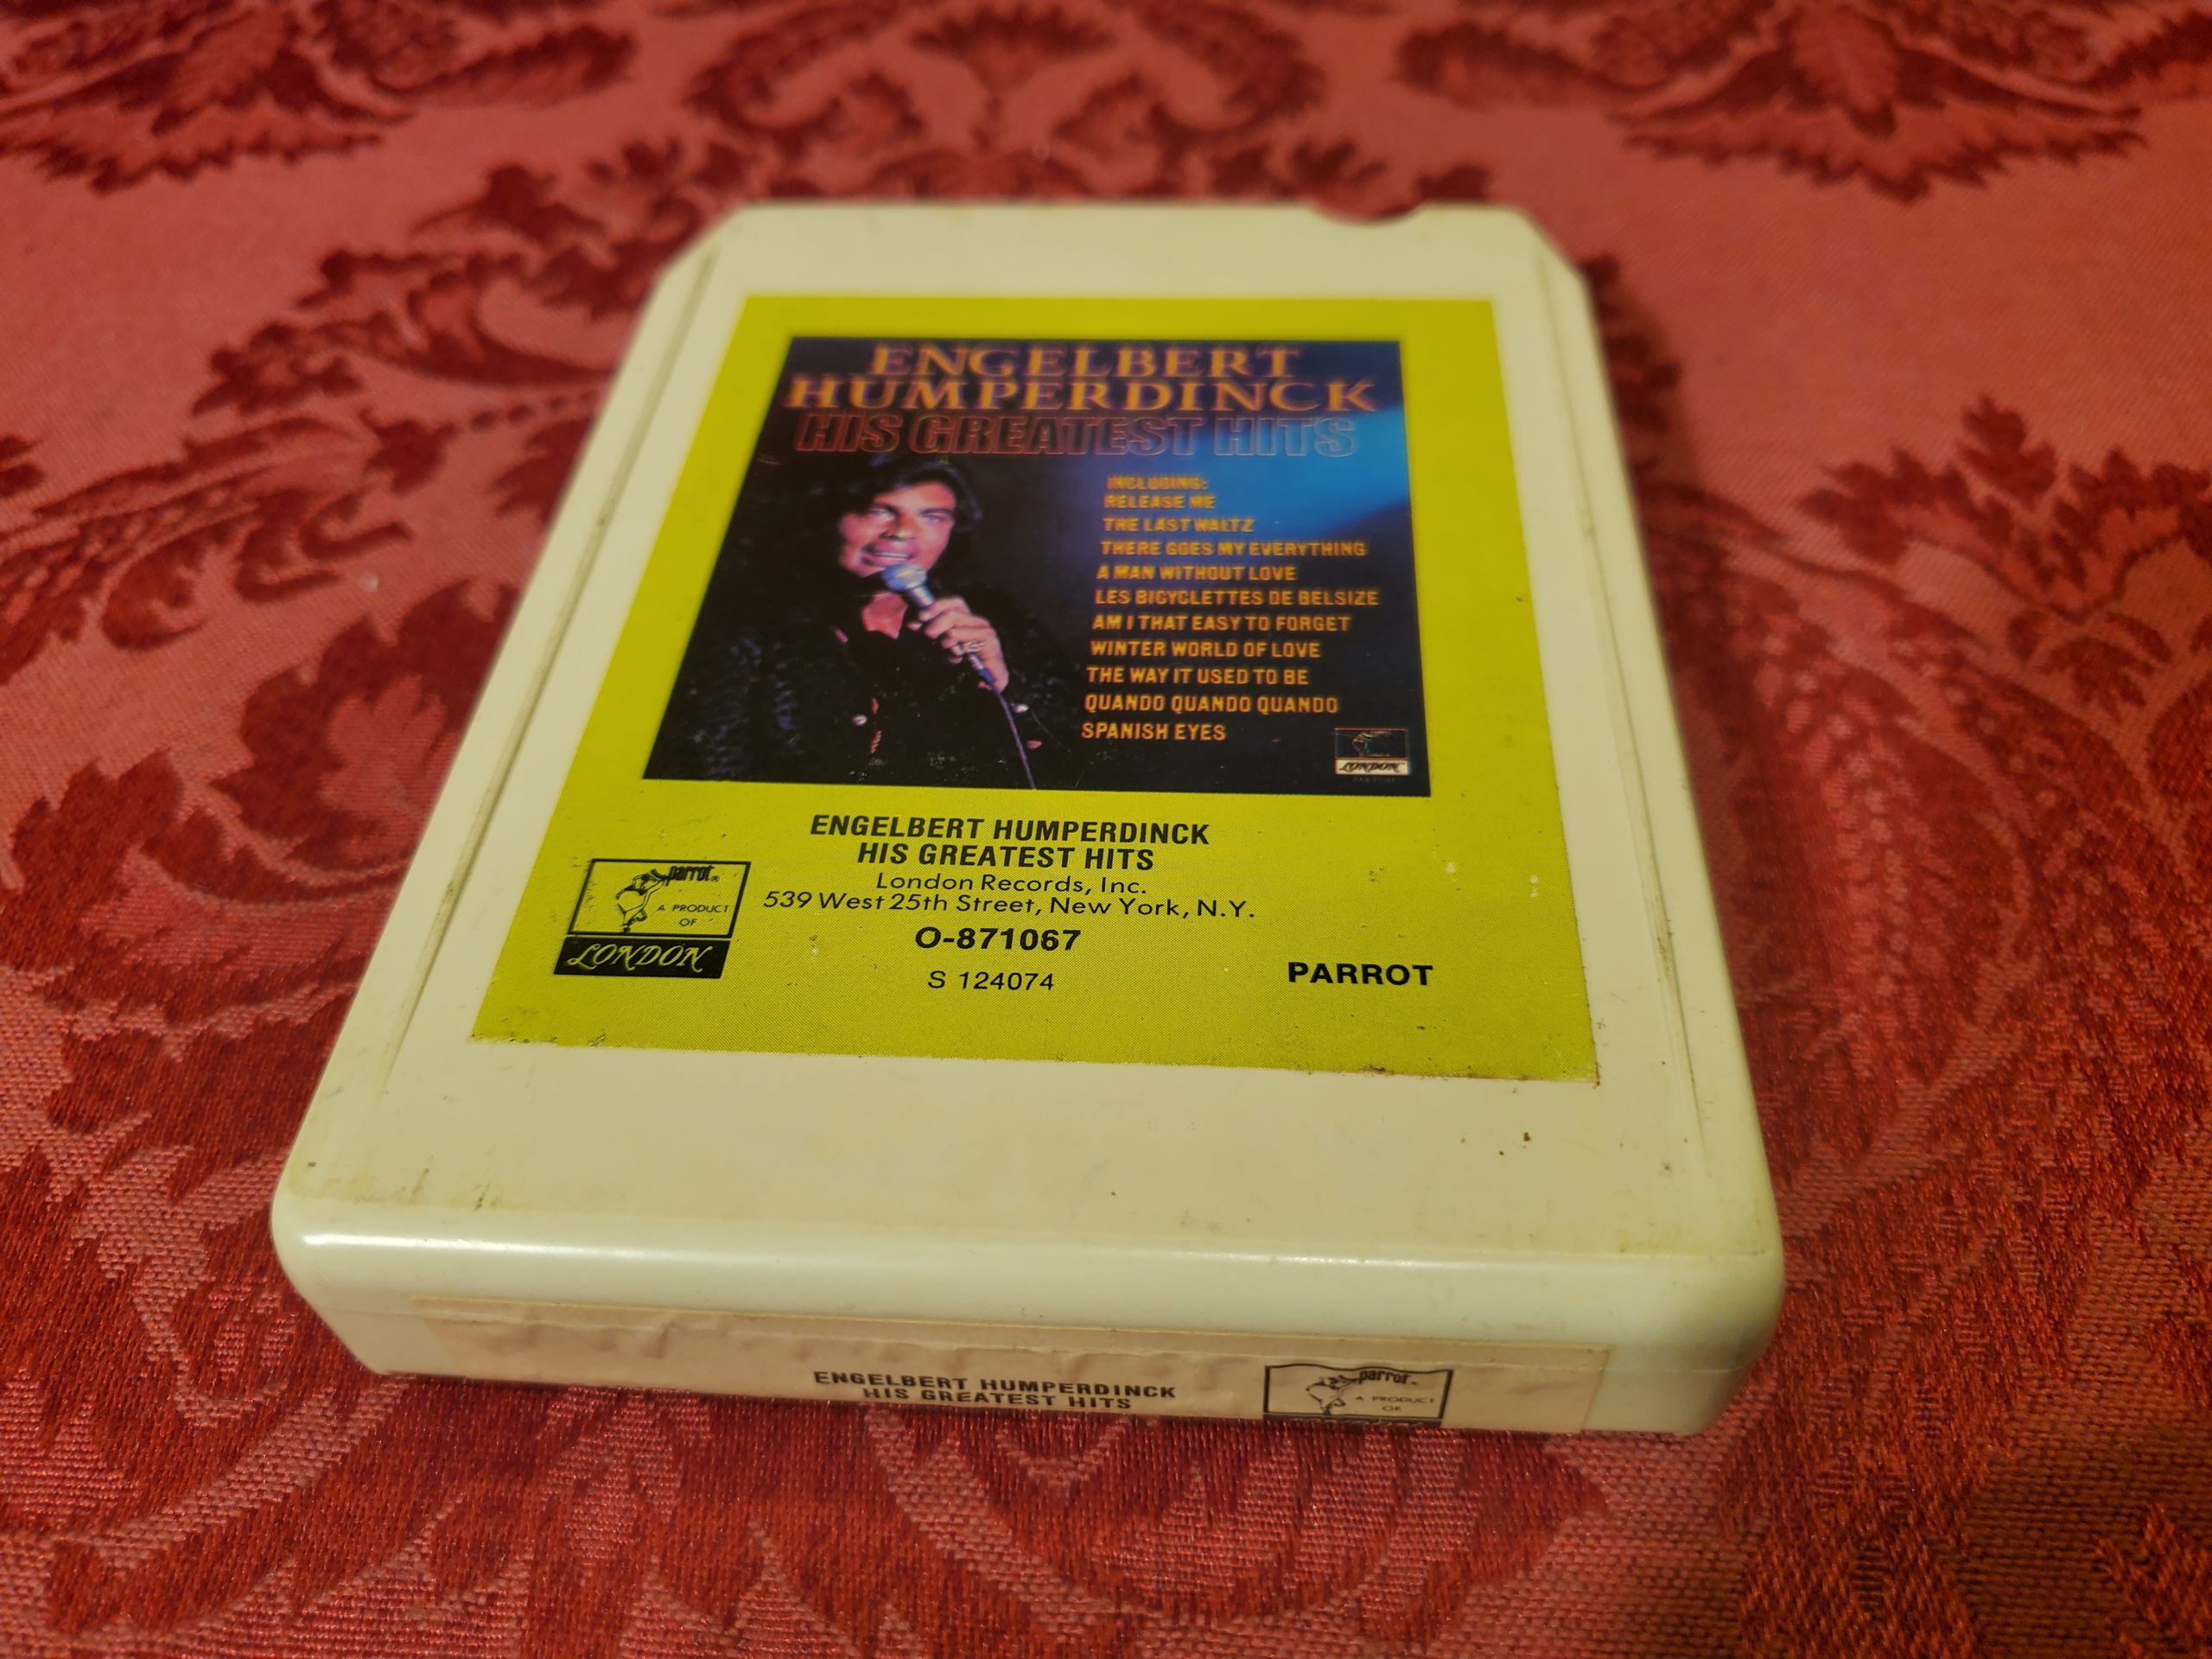 ENGELBERT
HUMPERDINCK
HIS GREATEST HITS
INCLUDING:
RELEASE ME
THE LAST WALTZ
THERE GOES MY EVERYTHING
A MAN WITHOUT LOVE
LES BICYCLETTES DE BELSIZE
AM I THAT EASY TO FORGET
WINTER WORLD OF LOVE
THE WAY IT USED TO BE
QUANDO QUANDO QUANDO
SPANISH EYES
LONDON
ENGELBERT HUMPERDINCK
HIS GREATEST HITS
London Records, Inc.
539 West 25th Street, New York, N.Y.
O-871067
S 124074
parrot®
A PRODUCT
OF
LONDON
PARROT
ENGELBERT HUMPERDINCK
HIS GREATEST HITS
parrot
A PRODUCT
OF